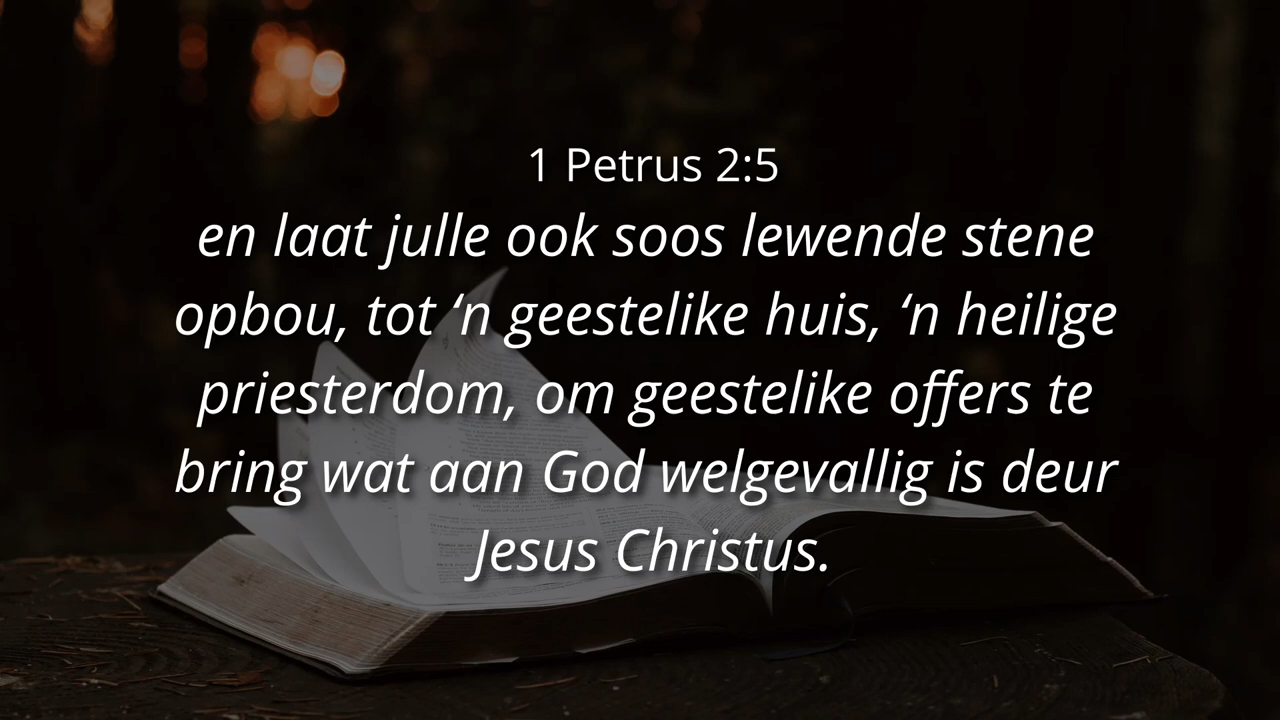 1 Petrus 2:5
en laat julle ook soos lewende stene
opbou, tot ‘n geestelike huis, ‘n heilige
priesterdom, om geestelike offers te
bring wat aan God welgevallig is deur
Jesus Christus.